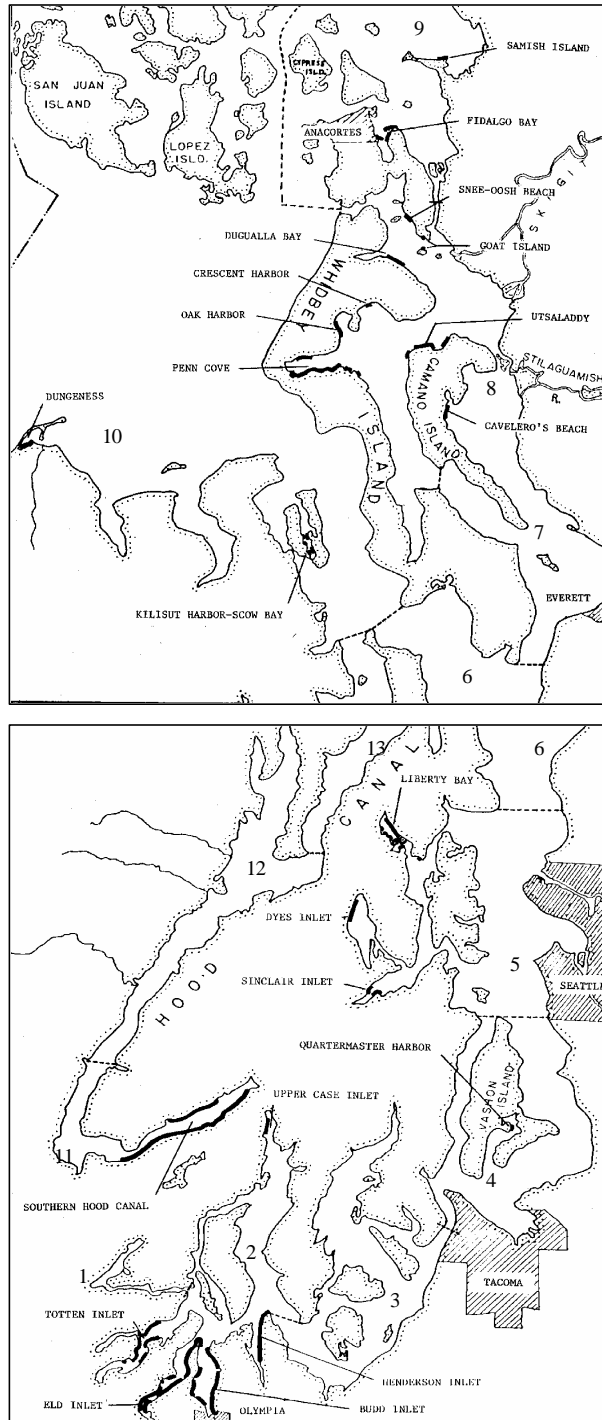 9
SAMISH ISLAND
CYPRESS
ISLD.
SAN JUAN
ISLAND
FIDALGO BAY
ANACORTES
LOPEZ
ISLD.
SKAGIT
SNEE-OOSH BEACH
DUGUALLA BAY
GOAT ISLAND
CRESCENT HARBOR
WHIDBEY
OAK HARBOR
UTSALADDY
PENN COVE
STILAGUAMISH
R.
CAMANO ISLAND
8
DUNGENESS
10
CAVELERO'S BEACH
ISLAND
7
EVERETT
KILISUT HARBOR-SCOW BAY
6
13
6
CANAL
LIBERTY BAY
12
DYES INLET
HOOD
5
SINCLAIR INLET
SEATTLE
QUARTERMASTER HARBOR
VASHON
ISLAND
UPPER CASE INLET
11
4
SOUTHERN HOOD CANAL
2
1
TACOMA
3
TOTTEN INLET
HENDERSON INLET
ELD INLET
OLYMPIA
BUDD INLET